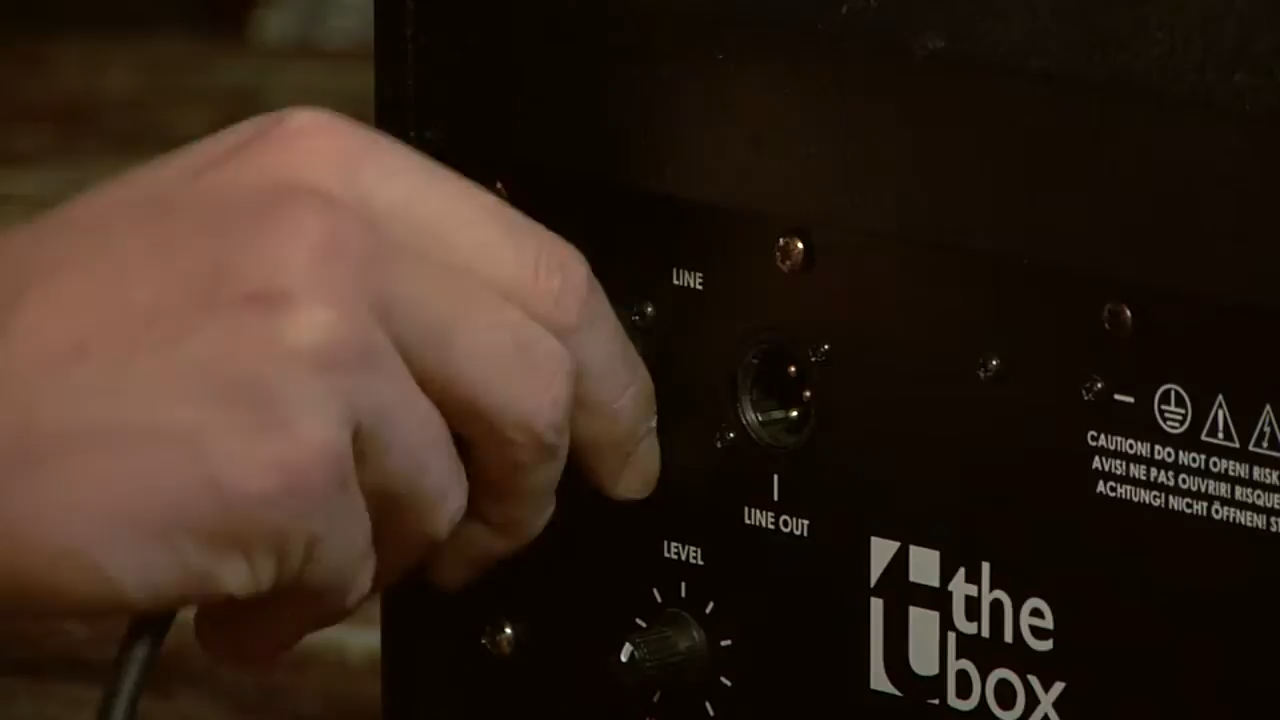 LINE
LINE OUT
LEVEL
CAUTION! DO NOT OPEN! RISK
AVIS! NE PAS OUVRIR! RISQUE
ACHTUNG! NICHT ÖFFNEN!
the
box